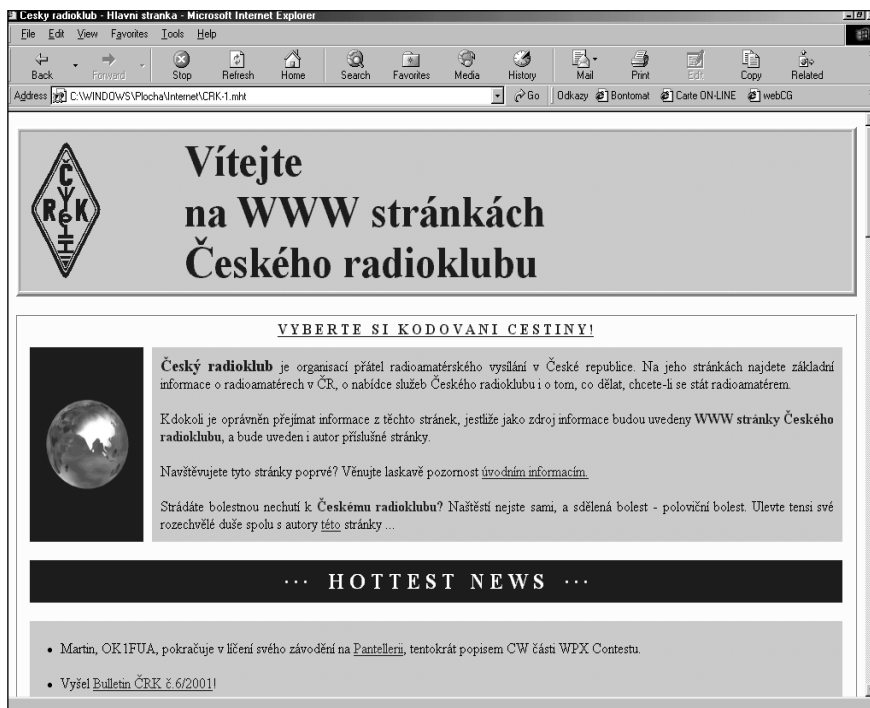 Cesky radioklub - Hlavni stranka - Microsoft Internet Explorer
File Edit View Favorites Tools Help
Back Forward Stop Refresh Home Search Favorites Media History Mail Print Edit Copy Related
Address C:\WINDOWS\Plocha\Internet\CRK-1.mht Go Odkazy Bontomat Carte ON-LINE webCG
Č
R K
Vítejte
na WWW stránkách
Českého radioklubu
VYBERTE SI KODOVANI CESTINY!
Český radioklub je organisací přátel radioamatérského vysílání v České republice. Na jeho stránkách najdete základní
informace o radioamatérech v ČR, o nabídce služeb Českého radioklubu i o tom, co dělat, chcete-li se stát radioamatérem.
Kdokoli je oprávněn přejímat informace z těchto stránek, jestliže jako zdroj informace budou uvedeny WWW stránky Českého
radioklubu, a bude uveden i autor příslušné stránky.
Navštěvujete tyto stránky poprvé? Věnujte laskavě pozornost úvodním informacím.
Strádáte bolestnou nechutí k Českému radioklubu? Naštěstí nejste sami, a sdělená bolest - poloviční bolest. Ulevte tensi své
rozechvělé duše spolu s autory této stránky ...
... HOTTEST NEWS ...
• Martin, OK1FUA, pokračuje v líčení svého závodění na Pantellerii, tentokrát popisem CW části WPX Contestu.
• Vyšel Bulletin ČRK č.6/2001!